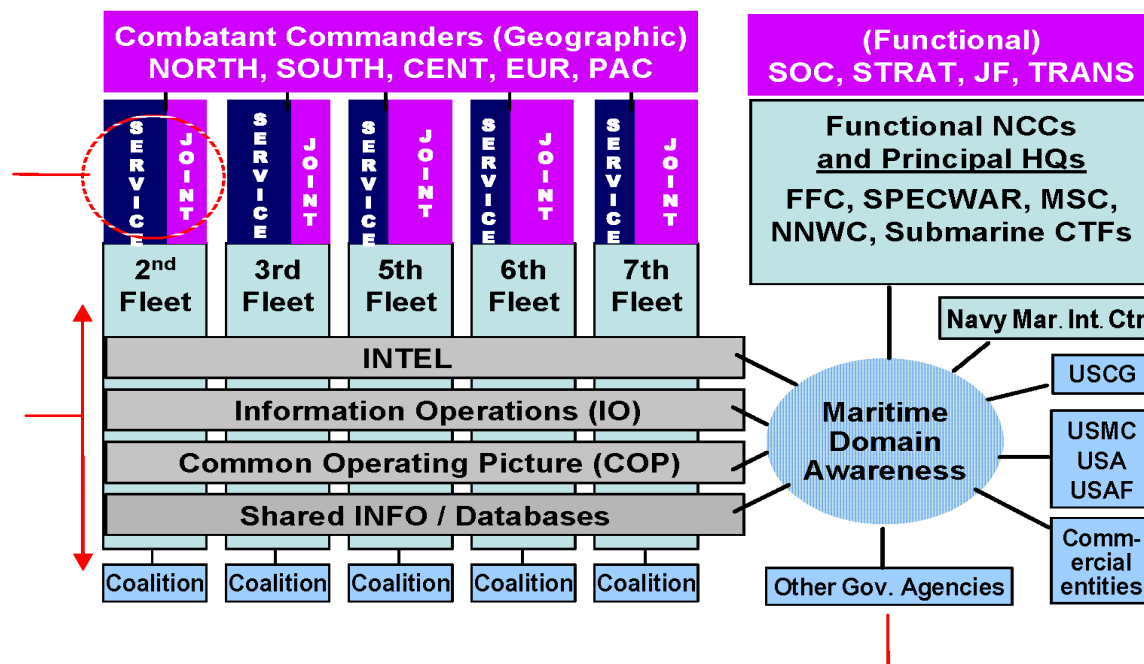 Combatant Commanders (Geographic)
NORTH, SOUTH, CENT, EUR, PAC
(Functional)
SOC, STRAT, JF, TRANS
SERVICE
JOINT
SERVICE
JOINT
SERVICE
JOINT
SERVICE
JOINT
SERVICE
JOINT
Functional NCCs
and Principal HQs
FFC, SPECWAR, MSC,
NNWC, Submarine CTFs
2nd
Fleet
3rd
Fleet
5th
Fleet
6th
Fleet
7th
Fleet
Navy Mar. Int. Ctr
INTEL
Information Operations (IO)
Common Operating Picture (COP)
Shared INFO / Databases
Maritime
Domain
Awareness
USCG
USMC
USA
USAF
Comm-
ercial
entities
Coalition
Coalition
Coalition
Coalition
Coalition
Other Gov. Agencies